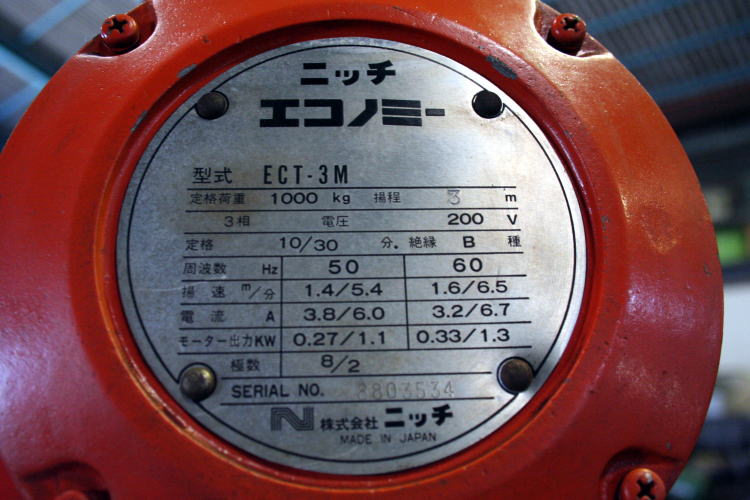 ニッチ
エコノミー
型式 ECT-3M
定格荷重 1000 kg 揚程 3 m
3相 電圧 200 V
定格 10/30 分. 絶縁 B 種
周波数 Hz 50 60
揚速 m/分 1.4/5.4 1.6/6.5
電流 A 3.8/6.0 3.2/6.7
モーター出力KW 0.27/1.1 0.33/1.3
極数 8/2
SERIAL NO. 8803534
N 株式会社 ニッチ
MADE IN JAPAN